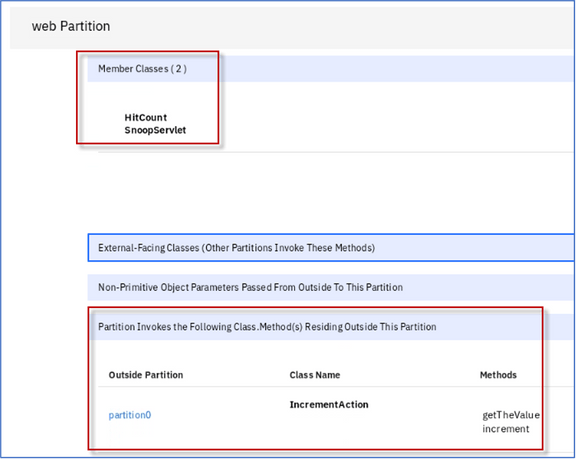 web Partition
Member Classes ( 2 )
HitCount
SnoopServlet
External-Facing Classes (Other Partitions Invoke These Methods)
Non-Primitive Object Parameters Passed From Outside To This Partition
Partition Invokes the Following Class.Method(s) Residing Outside This Partition
Outside Partition Class Name Methods
partition0 IncrementAction getTheValue
increment